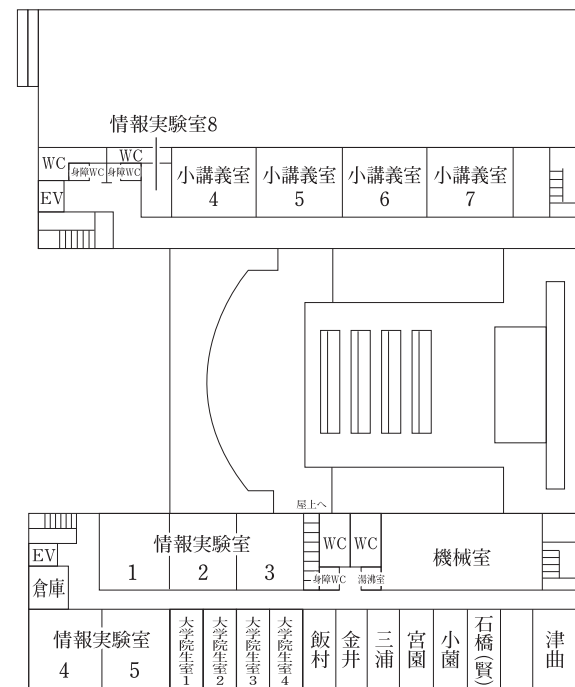 情報実験室8
WC
WC
身障WC
身障WC
EV
小講義室
4
小講義室
5
小講義室
6
小講義室
7
屋上へ
EV
倉庫
情報実験室
1
2
3
WC
WC
身障WC
湯沸室
機械室
情報実験室
4
5
大学院生室1
大学院生室2
大学院生室3
大学院生室4
飯村
金井
三浦
宮園
小薗
石橋(賢)
津曲